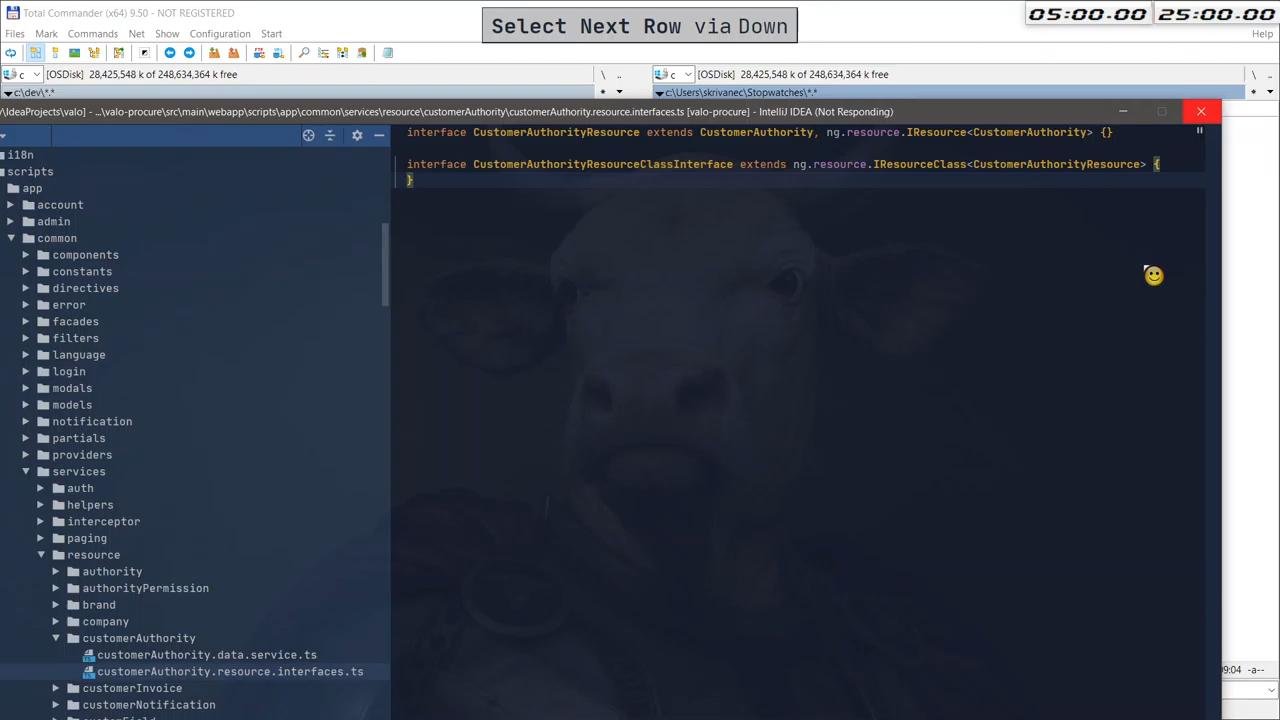 Total Commander (x64) 9.50 - NOT REGISTERED
Select Next Row via Down
05:00.00 25:00.00
Files Mark Commands Net Show Configuration Start Help
c [OSDisk] 28,425,548 k of 248,634,364 k free \ ..
c [OSDisk] 28,425,548 k of 248,634,364 k free \ ..
c:\dev\*.* * 
c:\Users\skrivanec\Stopwatches\*.* *
\IdeaProjects\valo] - ...\valo-procure\src\main\webapp\scripts\app\common\services\resource\customerAuthority\customerAuthority.resource.interfaces.ts [valo-procure] - IntelliJ IDEA (Not Responding)
i18n
scripts
app
account
admin
common
components
constants
directives
error
facades
filters
language
login
modals
models
notification
partials
providers
services
auth
helpers
interceptor
paging
resource
authority
authorityPermission
brand
company
customerAuthority
customerAuthority.data.service.ts
customerAuthority.resource.interfaces.ts
customerInvoice
customerNotification
customField
interface CustomerAuthorityResource extends CustomerAuthority, ng.resource.IResource<CustomerAuthority> {}
interface CustomerAuthorityResourceClassInterface extends ng.resource.IResourceClass<CustomerAuthorityResource> {
}
09:04 -a--